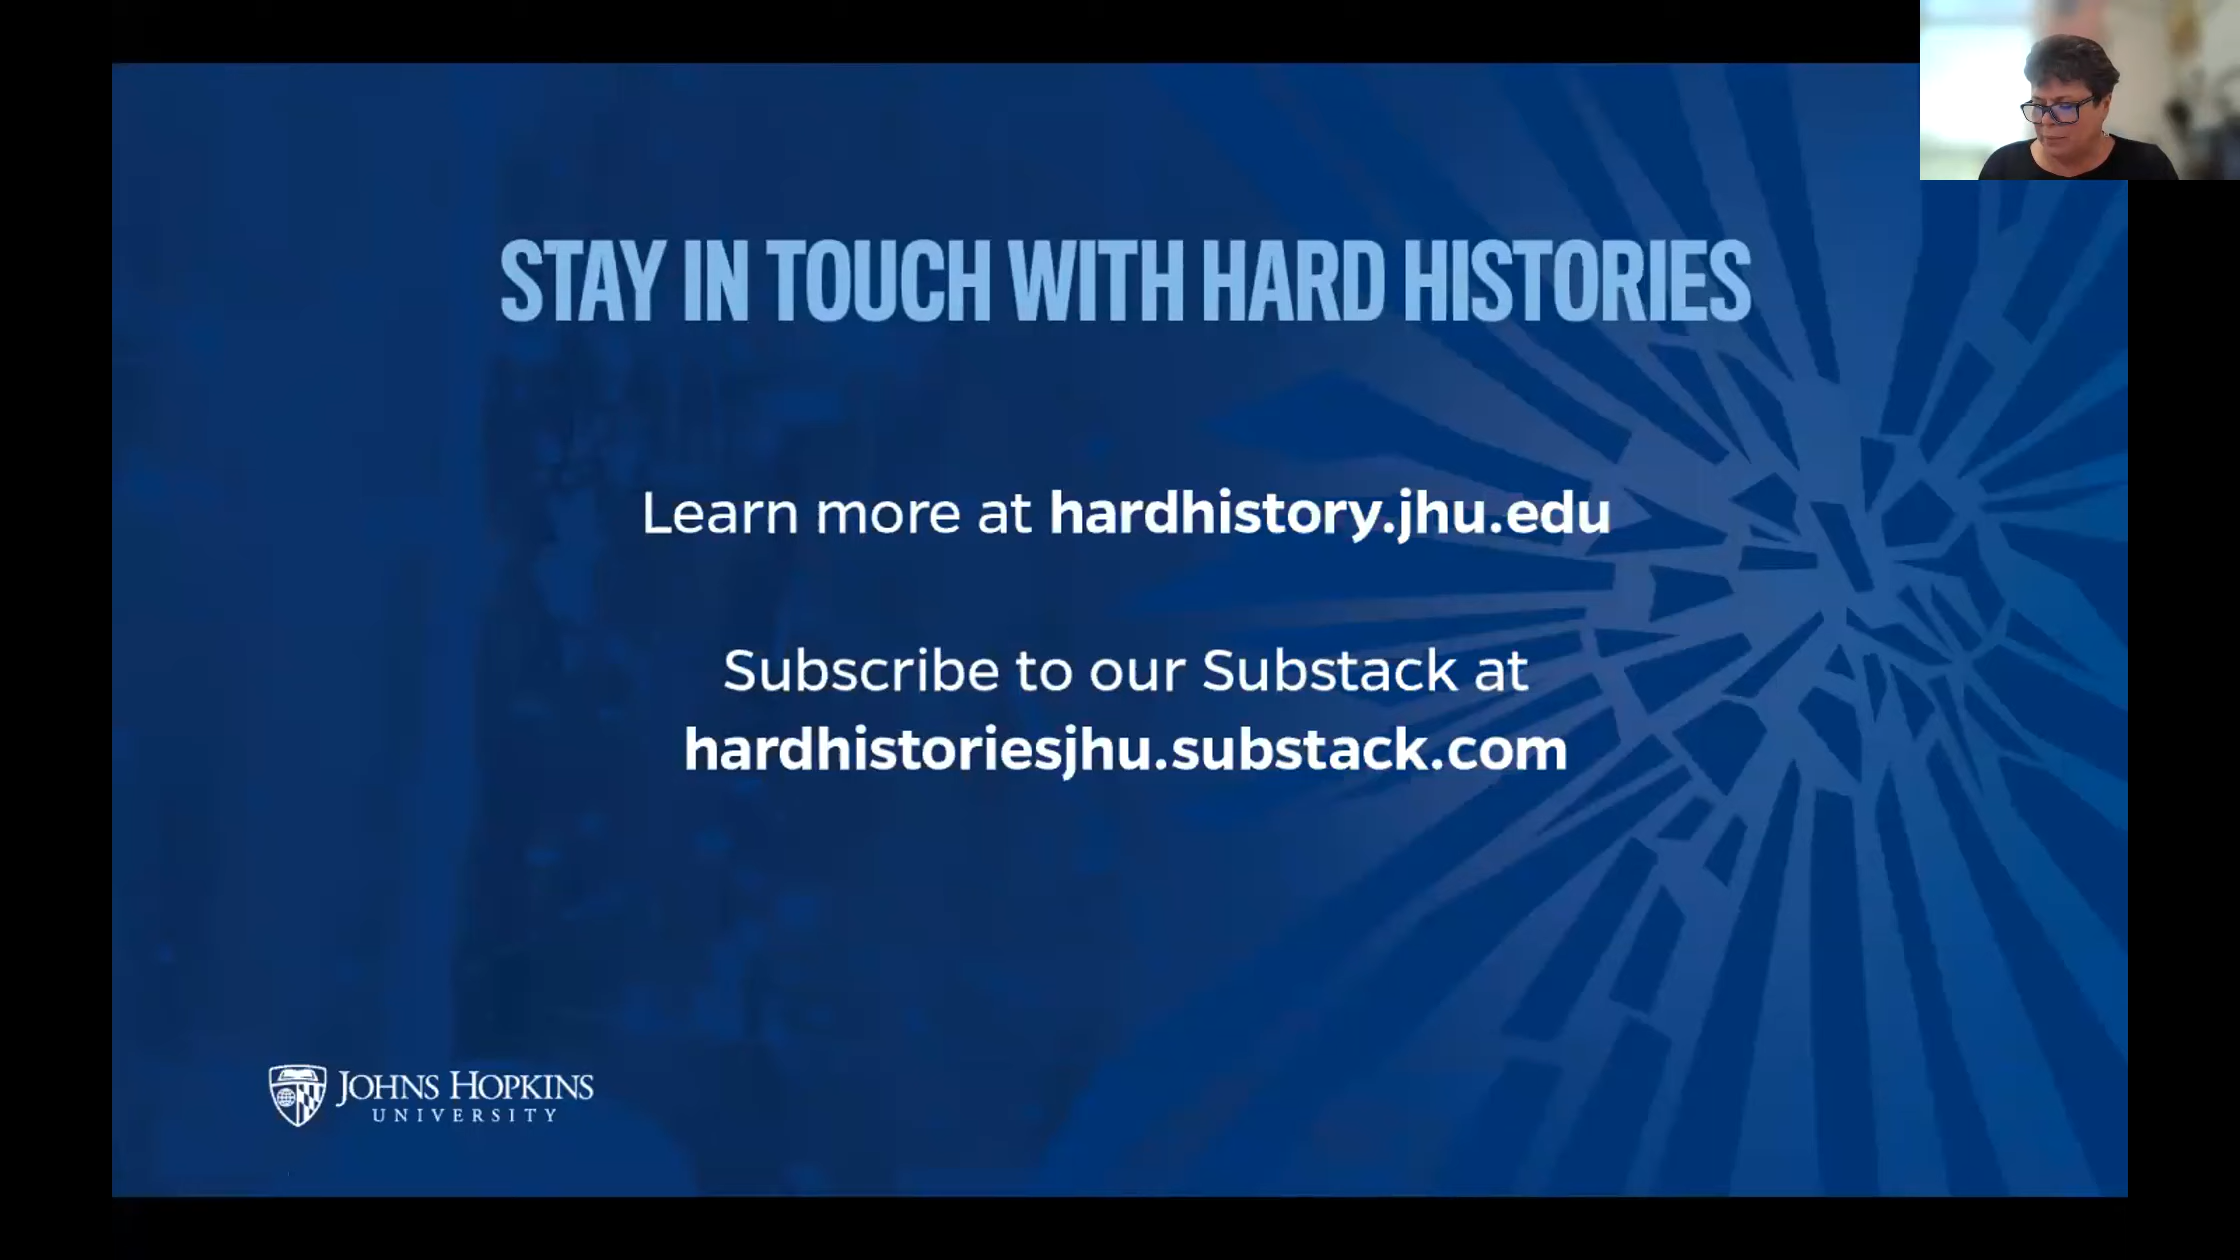 STAY IN TOUCH WITH HARD HISTORIES
Learn more at hardhistory.jhu.edu
Subscribe to our Substack at
hardhistoriesjhu.substack.com
JOHNS HOPKINS
UNIVERSITY